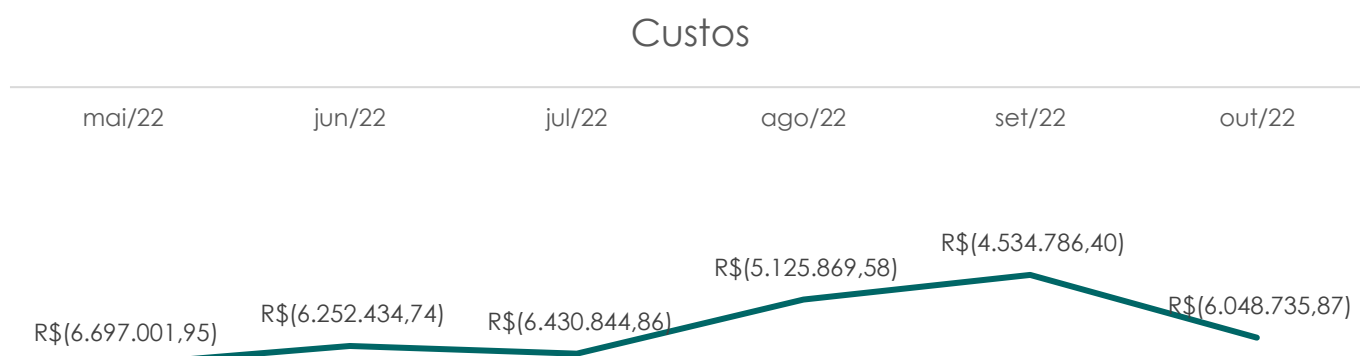 Custos
mai/22 jun/22 jul/22 ago/22 set/22 out/22
R$(6.697.001,95) R$(6.252.434,74) R$(6.430.844,86) R$(5.125.869,58) R$(4.534.786,40) R$(6.048.735,87)